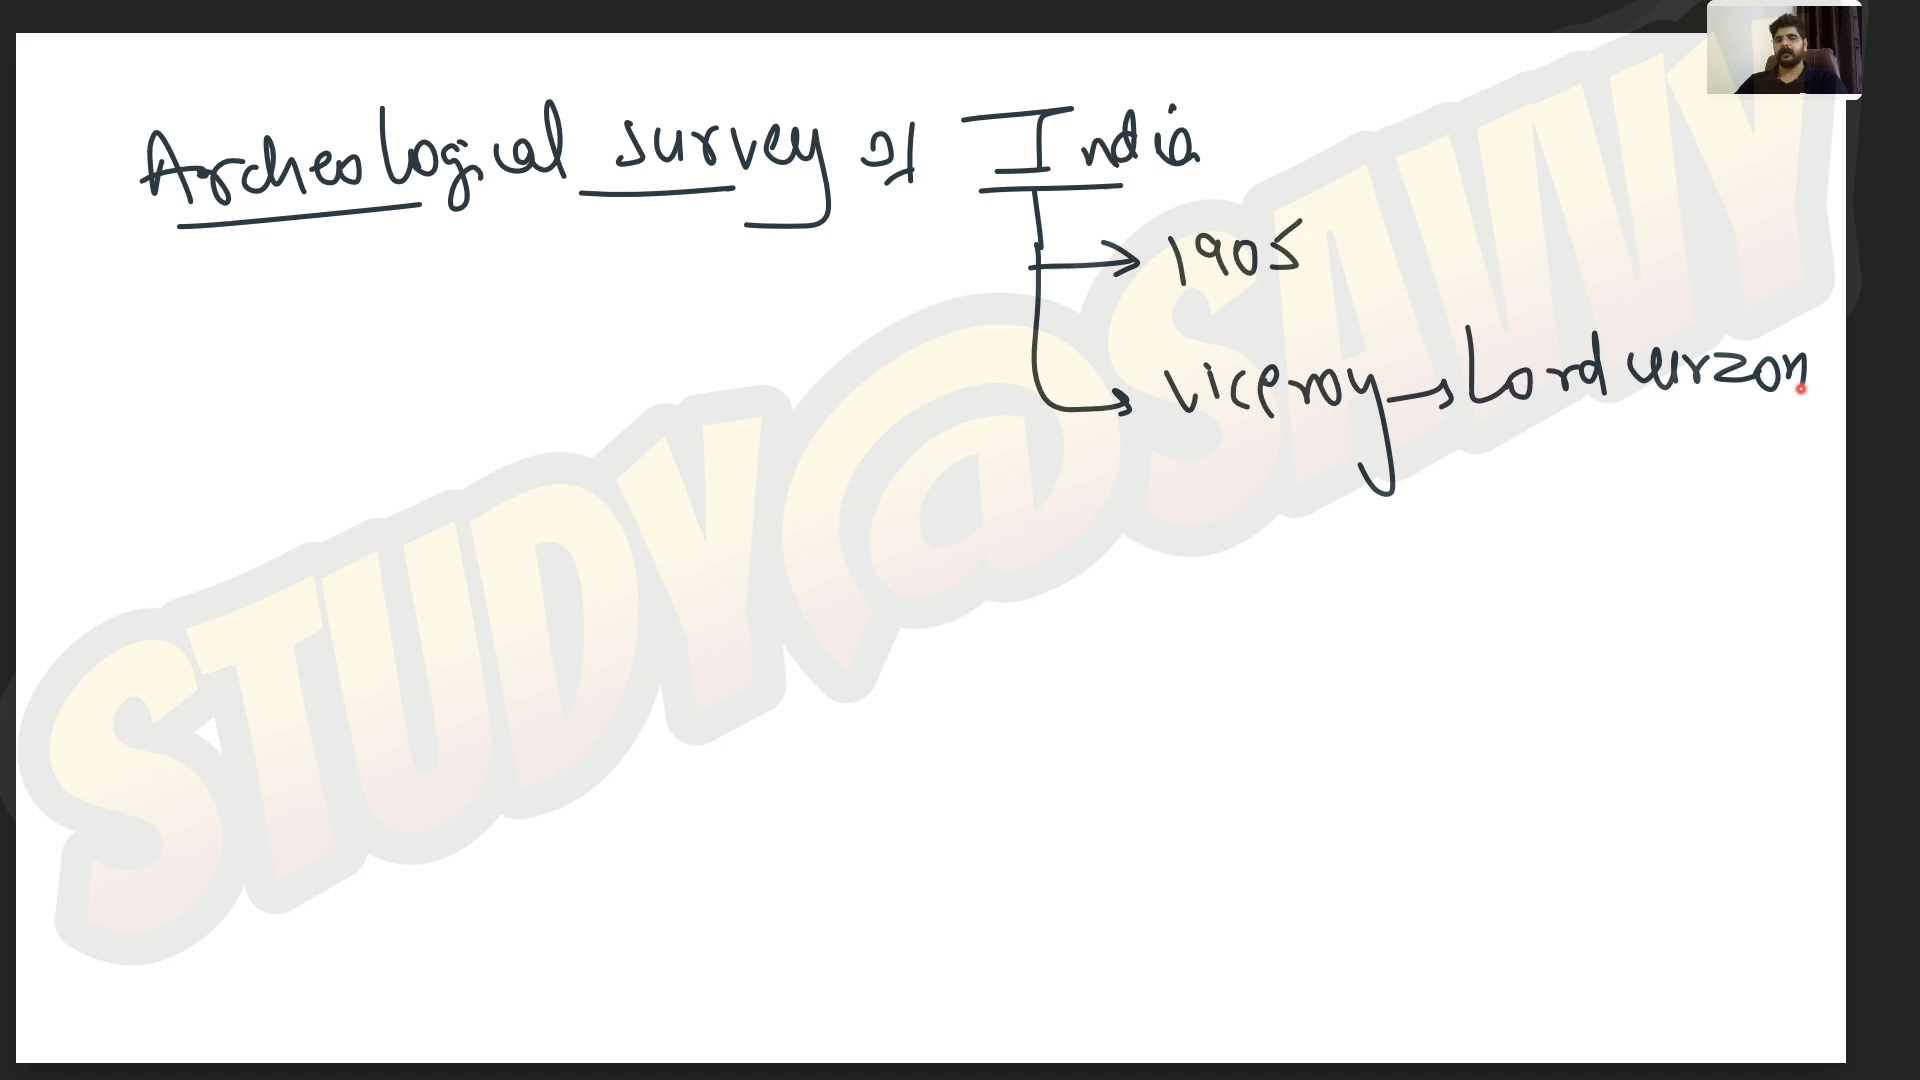 Archeological survey of India
→ 1905
→ viceroy → Lord curzon
STUDY@SAVVY